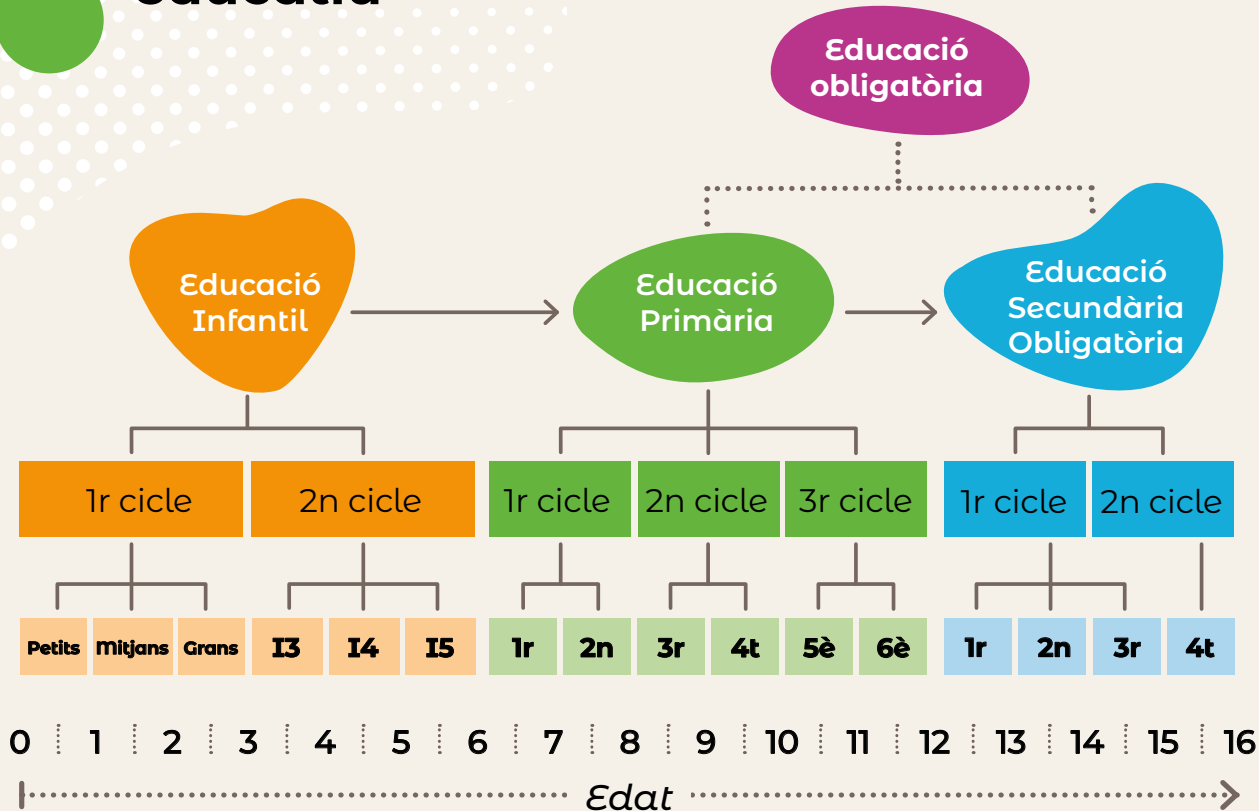 Educació
obligatòria
Educació
Infantil
Educació
Primària
Educació
Secundària
Obligatòria
1r cicle
2n cicle
1r cicle
2n cicle
3r cicle
1r cicle
2n cicle
Petits
Mitjans
Grans
I3
I4
I5
1r
2n
3r
4t
5è
6è
1r
2n
3r
4t
0 1 2 3 4 5 6 7 8 9 10 11 12 13 14 15 16
Edat